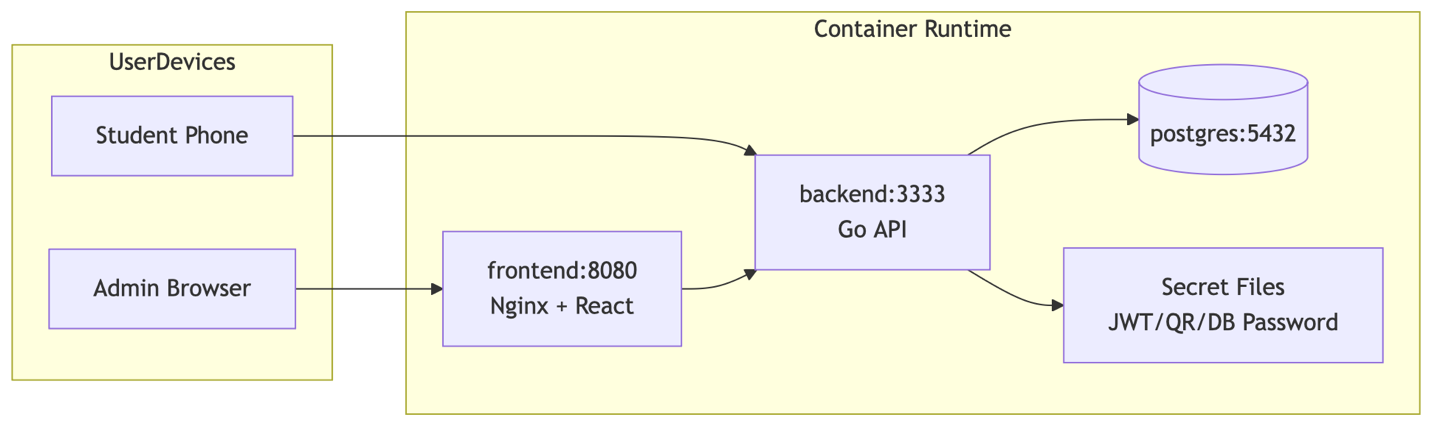 UserDevices
Student Phone
Admin Browser
Container Runtime
frontend:8080
Nginx + React
backend:3333
Go API
postgres:5432
Secret Files
JWT/QR/DB Password